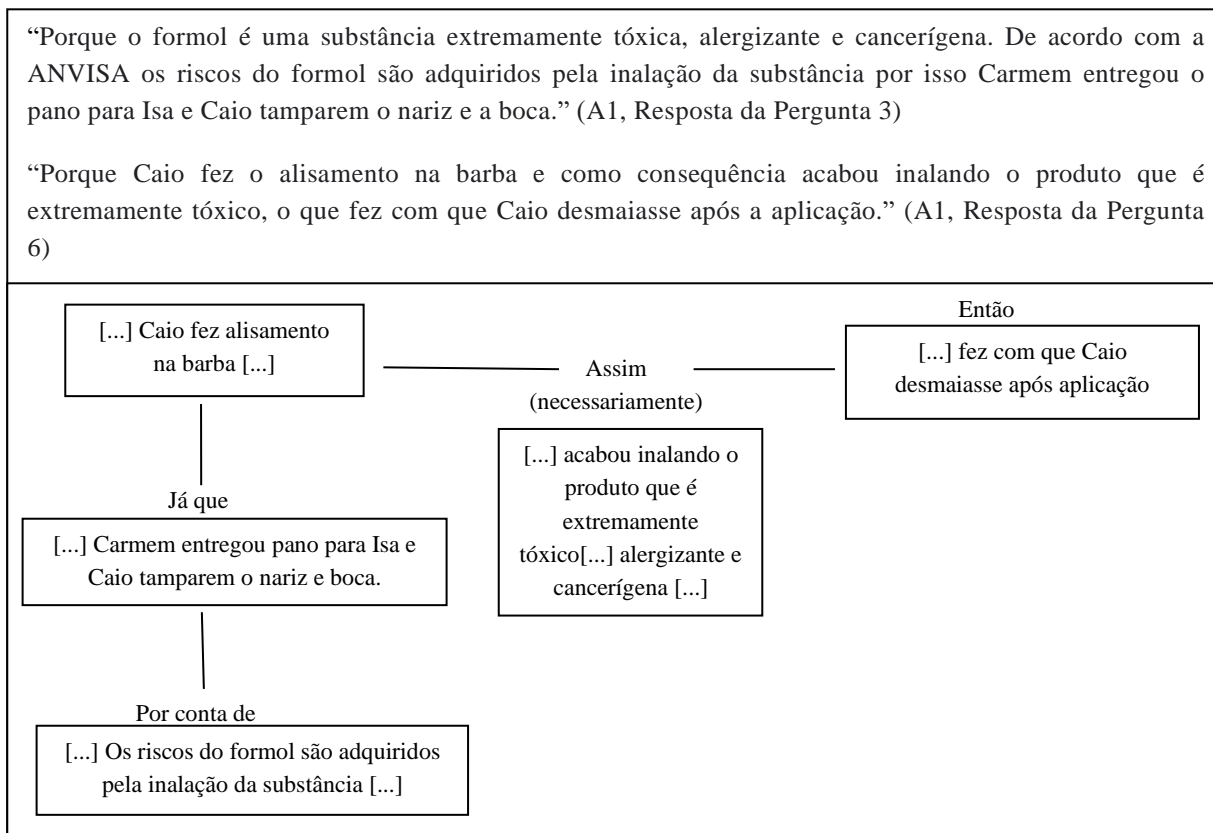 “Porque o formol é uma substância extremamente tóxica, alergizante e cancerígena. De acordo com a
ANVISA os riscos do formol são adquiridos pela inalação da substância por isso Carmem entregou o
pano para Isa e Caio tamparem o nariz e a boca.” (A1, Resposta da Pergunta 3)
“Porque Caio fez o alisamento na barba e como consequência acabou inalando o produto que é
extremamente tóxico, o que fez com que Caio desmaiasse após a aplicação.” (A1, Resposta da Pergunta
6)
[...] Caio fez alisamento
na barba [...]
Assim
(necessariamente)
Então
[...] fez com que Caio
desmaiasse após aplicação
[...] acabou inalando o
produto que é
extremamente
tóxico[...] alergizante e
cancerígena [...]
Já que
[...] Carmem entregou pano para Isa e
Caio tamparem o nariz e boca.
Por conta de
[...] Os riscos do formol são adquiridos
pela inalação da substância [...]